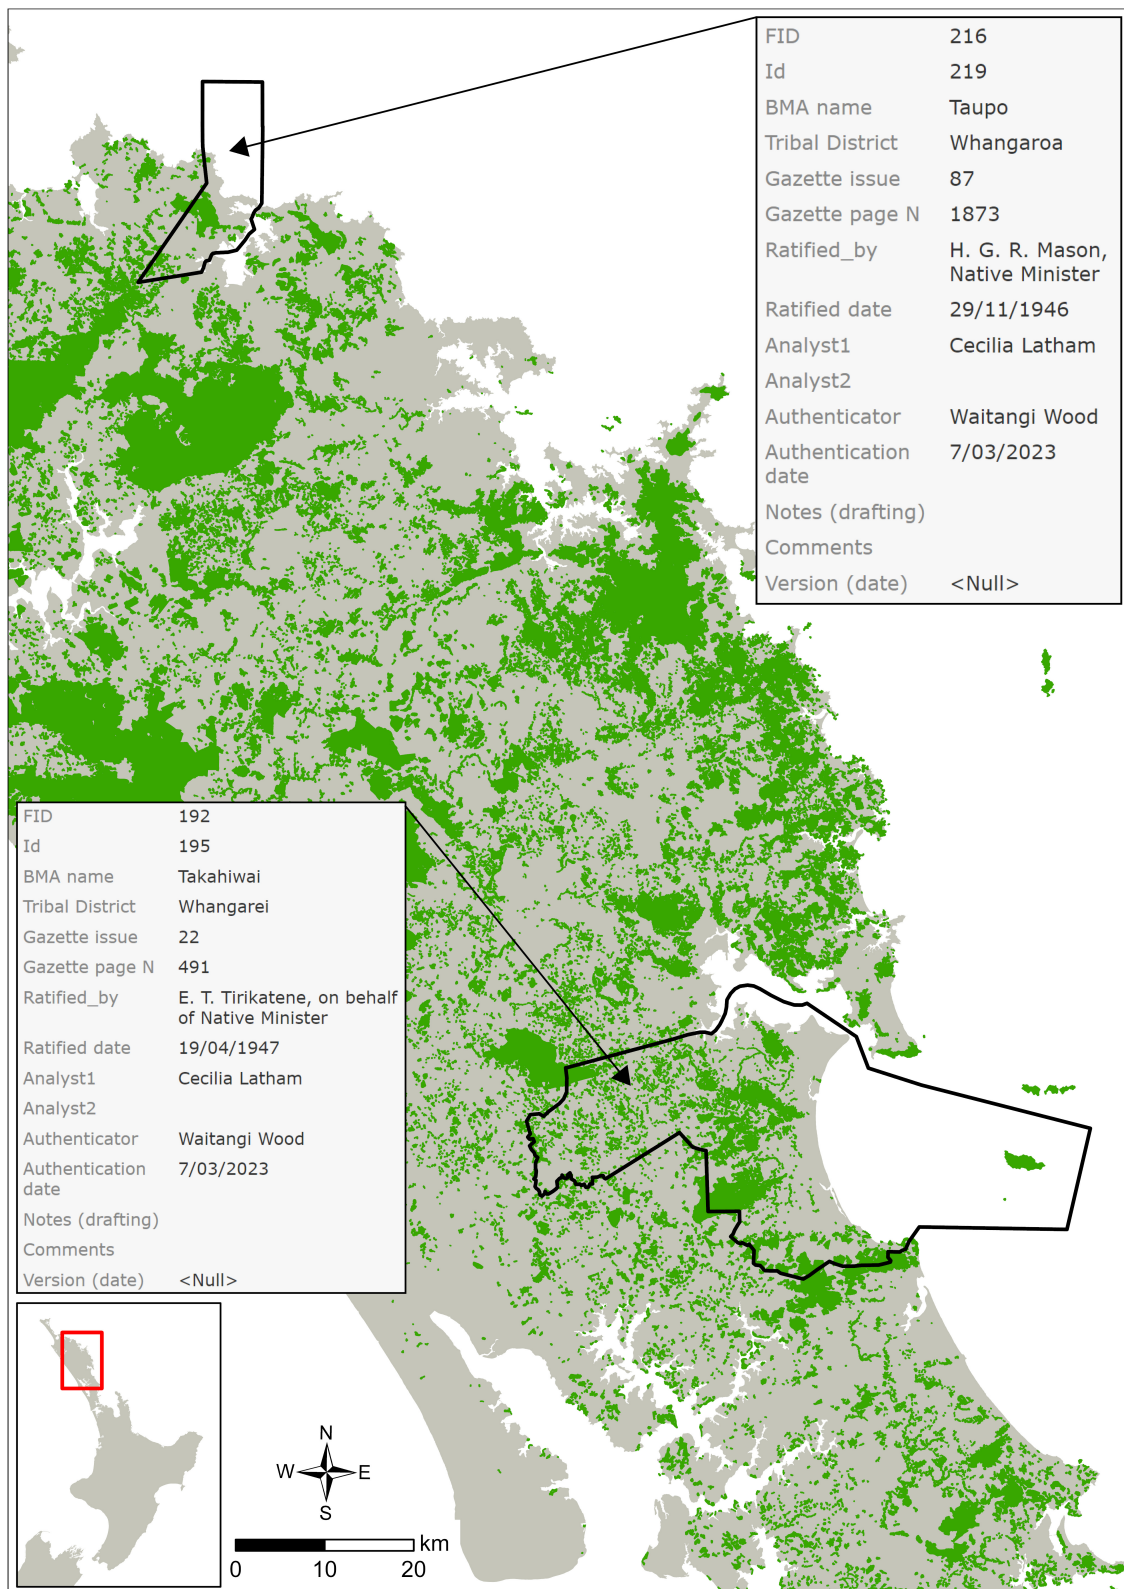 FID 216
Id 219
BMA name Taupo
Tribal District Whangaroa
Gazette issue 87
Gazette page N 1873
Ratified_by H. G. R. Mason,
Native Minister
Ratified date 29/11/1946
Analyst1 Cecilia Latham
Analyst2
Authenticator Waitangi Wood
Authentication 7/03/2023
date
Notes (drafting)
Comments
Version (date) <Null>
FID 192
Id 195
BMA name Takahiwai
Tribal District Whangarei
Gazette issue 22
Gazette page N 491
Ratified_by E. T. Tirikatene, on behalf
of Native Minister
Ratified date 19/04/1947
Analyst1 Cecilia Latham
Analyst2
Authenticator Waitangi Wood
Authentication 7/03/2023
date
Notes (drafting)
Comments
Version (date) <Null>
N
W E
S
km
0 10 20